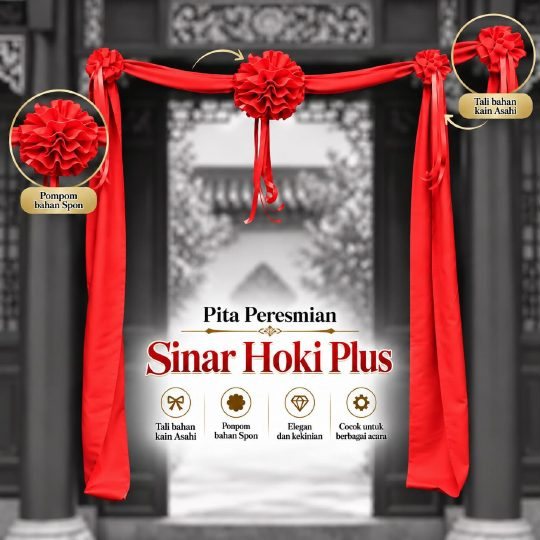 Tali bahan
kain Asahi
Pompom
bahan Spon
Pita Peresmian
Sinar Hoki Plus
Tali bahan
kain Asahi
Ponpom
bahan Spon
Elegan
dan kekinian
Cocok untuk
berbagai acara